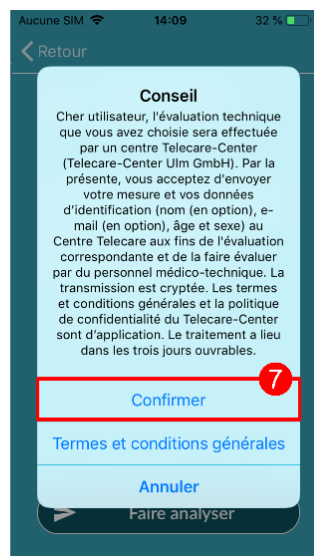 Aucune SIM 14:09 32 %
Retour
Conseil
Cher utilisateur, l'évaluation technique
que vous avez choisie sera effectuée
par un centre Telecare-Center
(Telecare-Center Ulm GmbH). Par la
présente, vous acceptez d'envoyer
votre mesure et vos données
d'identification (nom (en option), e-
mail (en option), âge et sexe) au
Centre Telecare aux fins de l'évaluation
correspondante et de la faire évaluer
par du personnel médico-technique. La
transmission est cryptée. Les termes
et conditions générales et la politique
de confidentialité du Telecare-Center
sont d'application. Le traitement a lieu
dans les trois jours ouvrables.
7
Confirmer
Termes et conditions générales
Annuler
Faire analyser